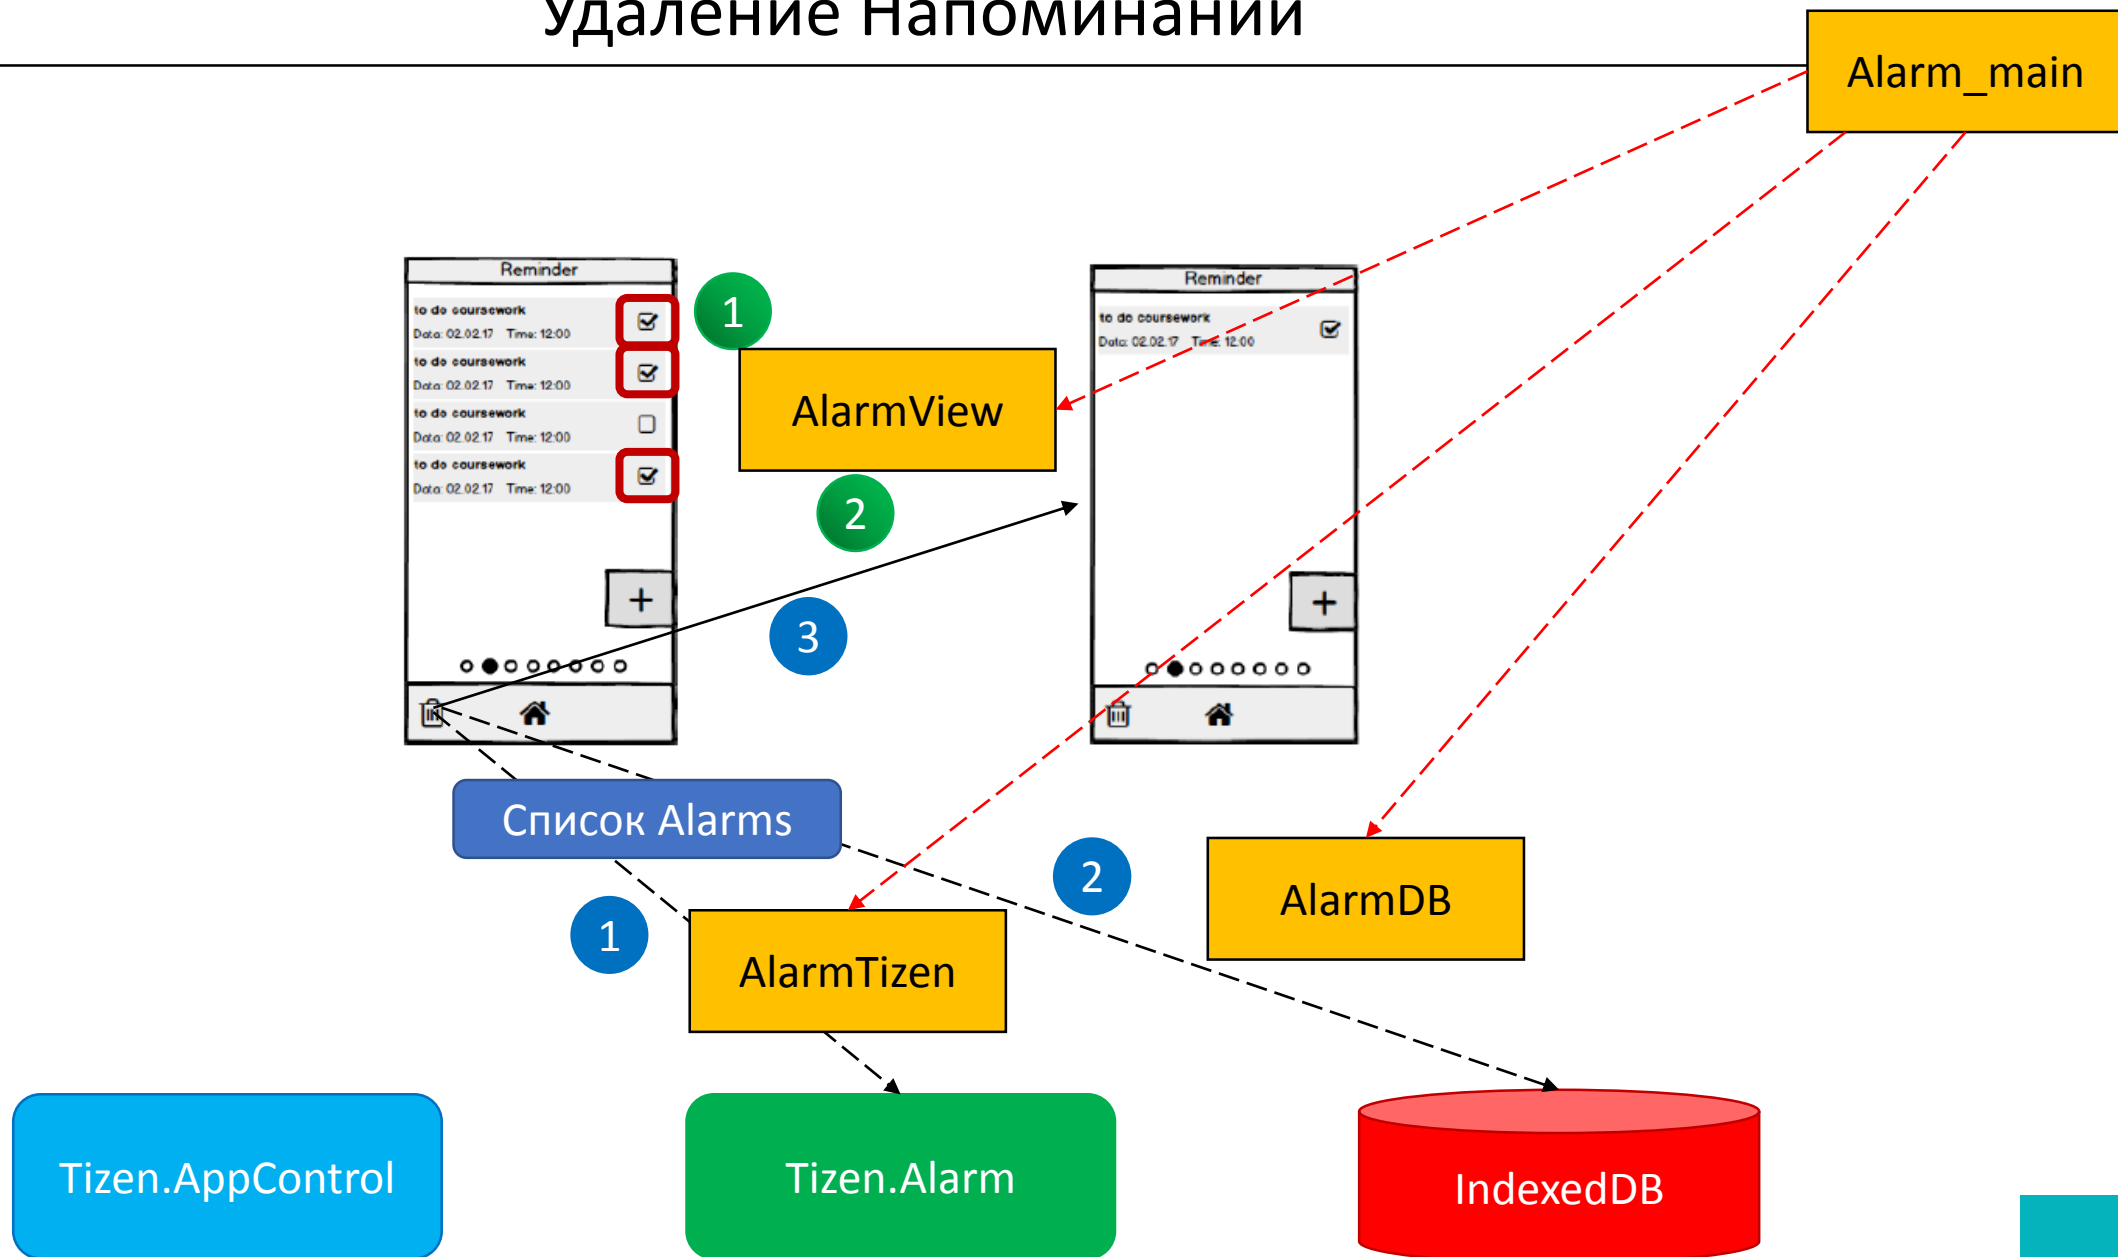 Удаление Напоминаний
Alarm_main
Reminder
to do coursework
Data: 02.02.17 Time: 12:00
to do coursework
Data: 02.02.17 Time: 12:00
to do coursework
Data: 02.02.17 Time: 12:00
to do coursework
Data: 02.02.17 Time: 12:00
+
1
AlarmView
2
3
Reminder
to do coursework
Data: 02.02.17 Time: 12:00
+
Список Alarms
1
2
AlarmDB
AlarmTizen
Tizen.AppControl
Tizen.Alarm
IndexedDB